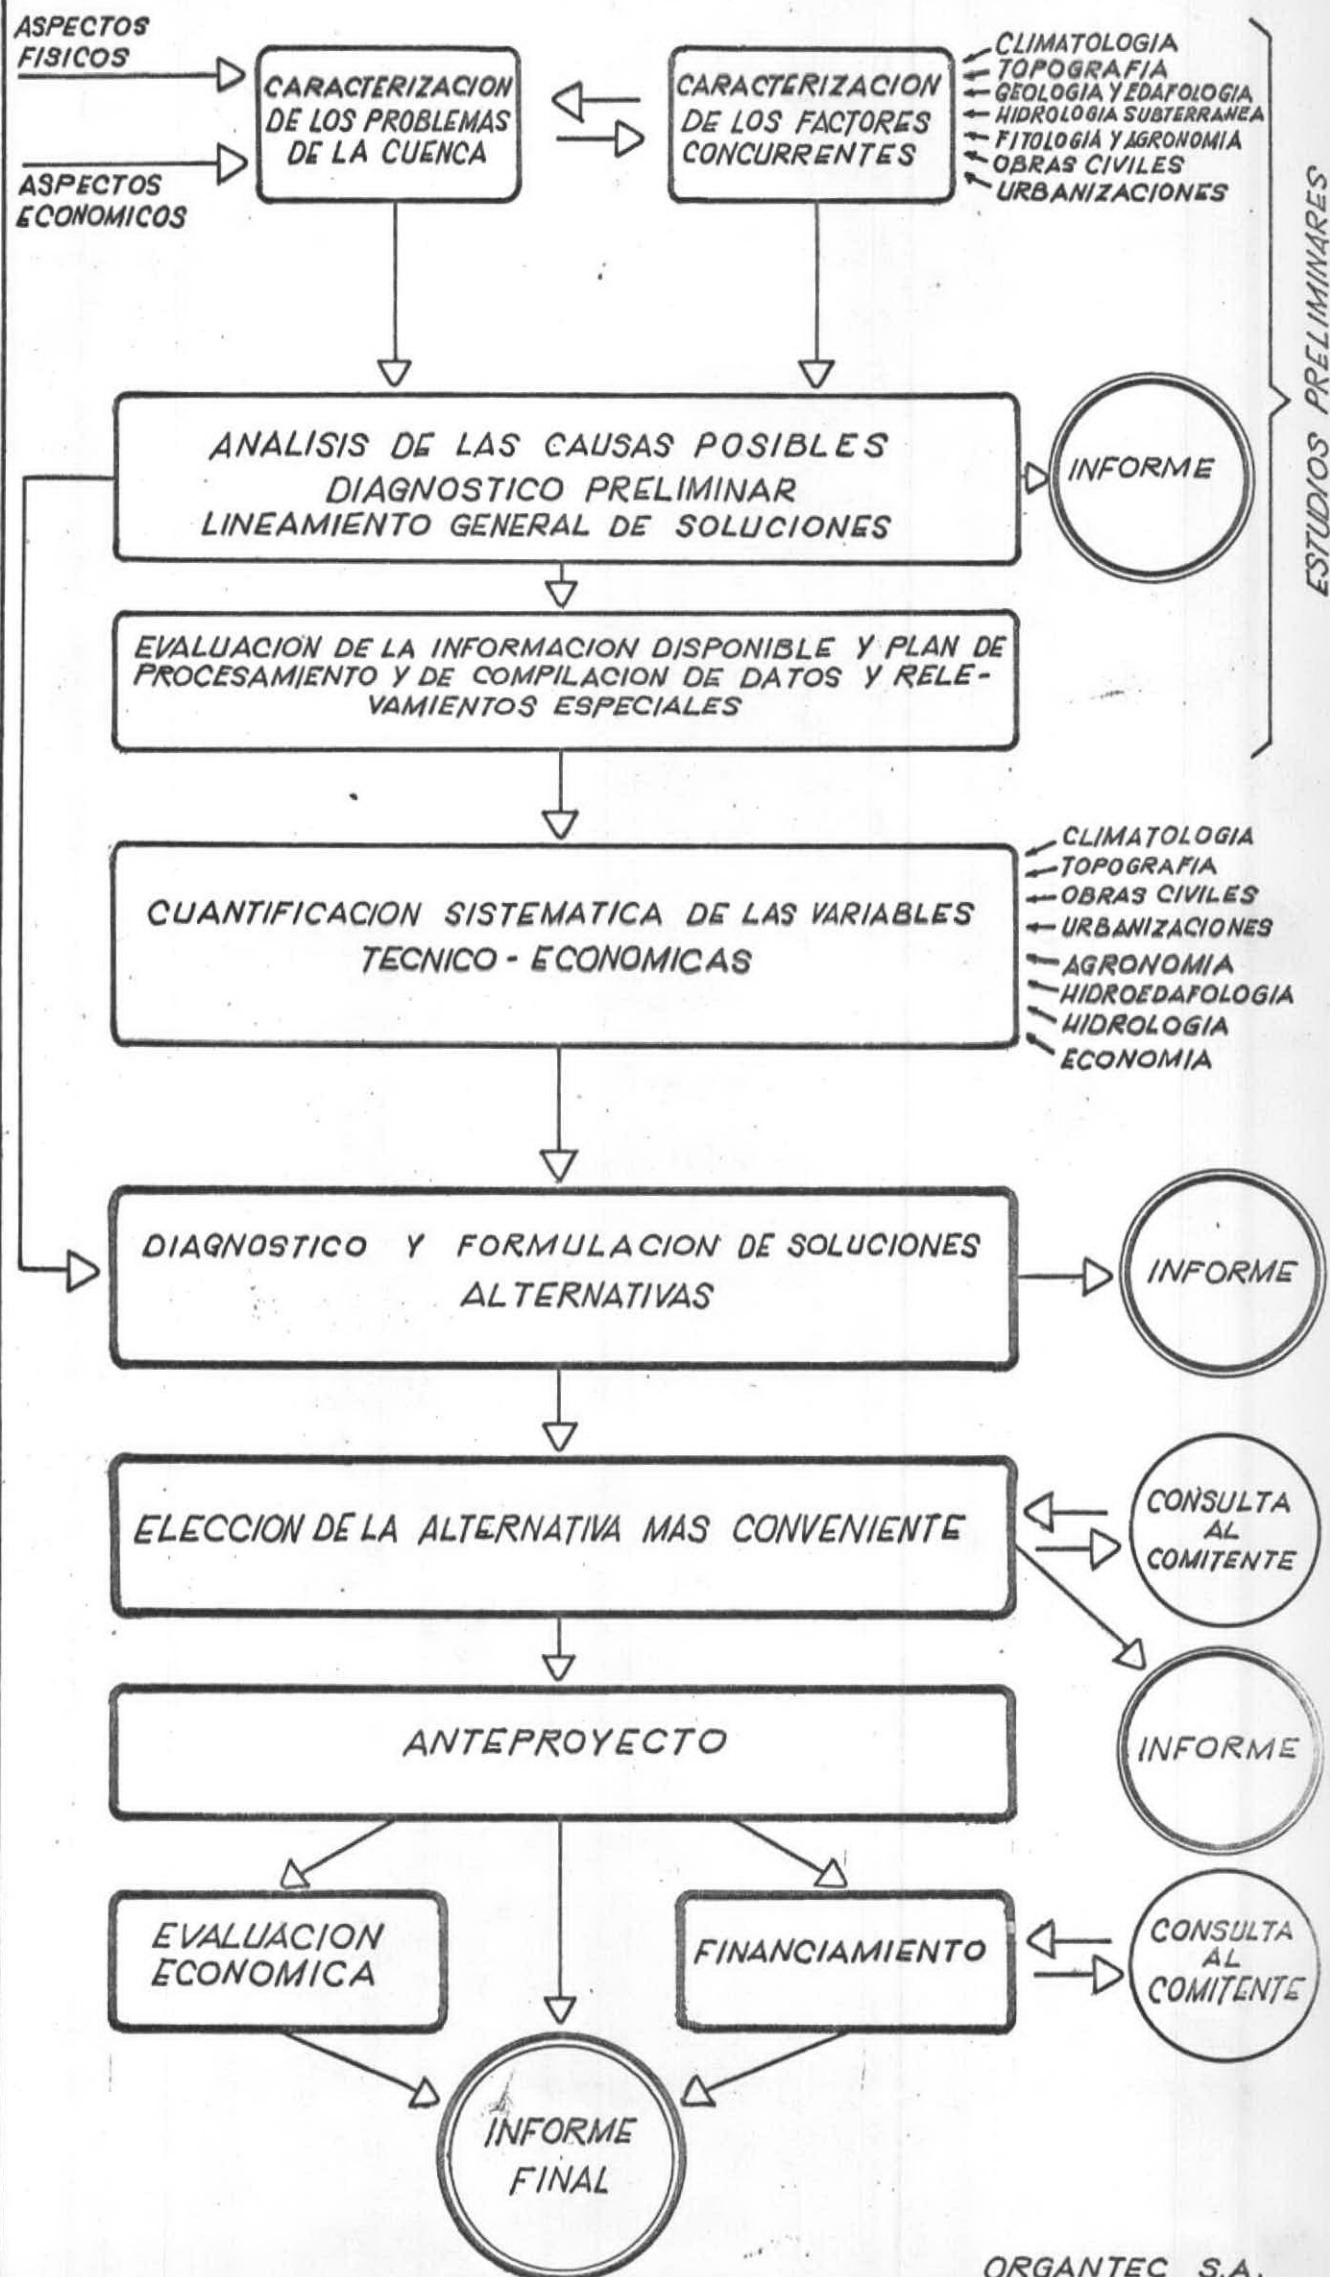 ASPECTOS
FISICOS
ASPECTOS
ECONOMICOS
CARACTERIZACION
DE LOS PROBLEMAS
DE LA CUENCA
CARACTERIZACION
DE LOS FACTORES
CONCURRENTES
CLIMATOLOGIA
TOPOGRAFIA
GEOLOGIA Y EDAFOLOGIA
HIDROLOGIA SUBTERRANEA
FITOLOGIA Y AGRONOMIA
OBRAS CIVILES
URBANIZACIONES
ESTUDIOS PRELIMINARES
ANALISIS DE LAS CAUSAS POSIBLES
DIAGNOSTICO PRELIMINAR
LINEAMIENTO GENERAL DE SOLUCIONES
INFORME
EVALUACION DE LA INFORMACION DISPONIBLE Y PLAN DE
PROCESAMIENTO Y DE COMPILACION DE DATOS Y RELE-
VAMIENTOS ESPECIALES
CUANTIFICACION SISTEMATICA DE LAS VARIABLES
TECNICO - ECONOMICAS
CLIMATOLOGIA
TOPOGRAFIA
OBRAS CIVILES
URBANIZACIONES
AGRONOMIA
HIDROEDAFOLOGIA
HIDROLOGIA
ECONOMIA
DIAGNOSTICO Y FORMULACION DE SOLUCIONES
ALTERNATIVAS
INFORME
ELECCION DE LA ALTERNATIVA MAS CONVENIENTE
CONSULTA
AL
COMITENTE
INFORME
ANTEPROYECTO
EVALUACION
ECONOMICA
FINANCIAMIENTO
CONSULTA
AL
COMITENTE
INFORME
FINAL
ORGANTEC S.A.